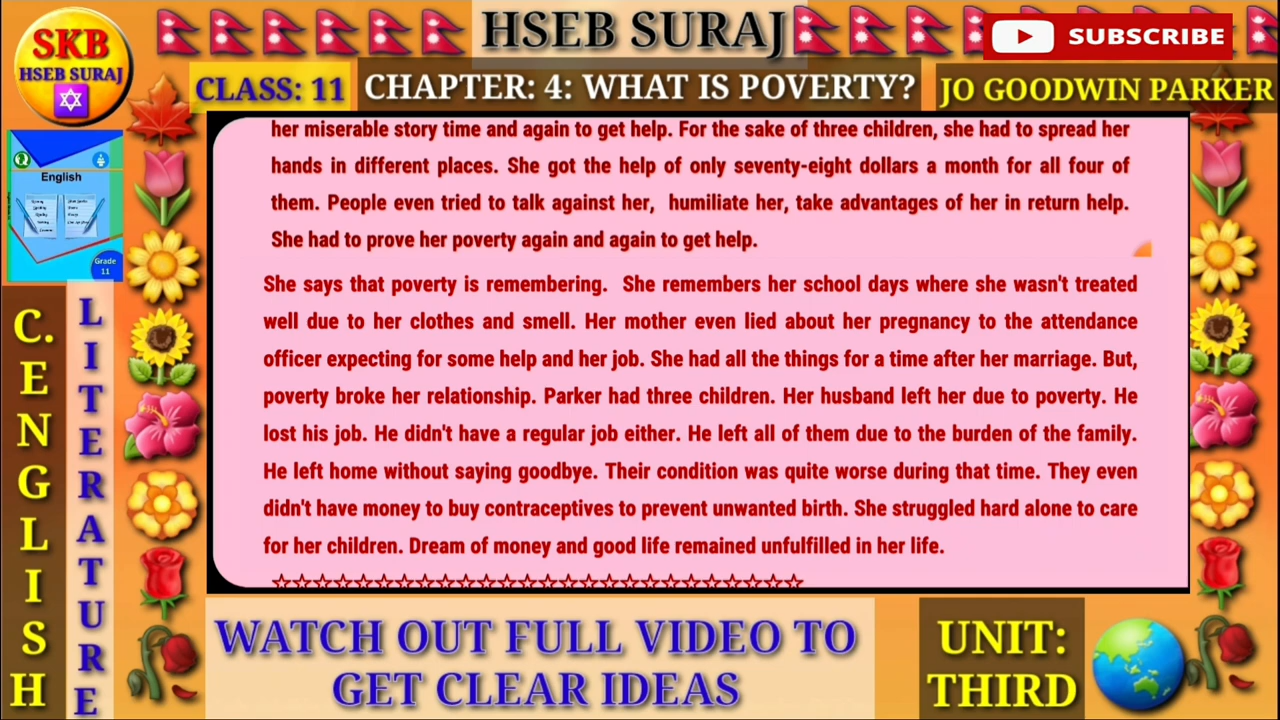 SKB
HSEB SURAJ
HSEB SURAJ
SUBSCRIBE
CLASS: 11
CHAPTER: 4: WHAT IS POVERTY?
JO GOODWIN PARKER
English
Grade
11
C.
E
N
G
L
I
S
H
L
I
T
E
R
A
T
U
R
E
her miserable story time and again to get help. For the sake of three children, she had to spread her
hands in different places. She got the help of only seventy-eight dollars a month for all four of
them. People even tried to talk against her, humiliate her, take advantages of her in return help.
She had to prove her poverty again and again to get help.
She says that poverty is remembering. She remembers her school days where she wasn't treated
well due to her clothes and smell. Her mother even lied about her pregnancy to the attendance
officer expecting for some help and her job. She had all the things for a time after her marriage. But,
poverty broke her relationship. Parker had three children. Her husband left her due to poverty. He
lost his job. He didn't have a regular job either. He left all of them due to the burden of the family.
He left home without saying goodbye. Their condition was quite worse during that time. They even
didn't have money to buy contraceptives to prevent unwanted birth. She struggled hard alone to care
for her children. Dream of money and good life remained unfulfilled in her life.
WATCH OUT FULL VIDEO TO
GET CLEAR IDEAS
UNIT:
THIRD